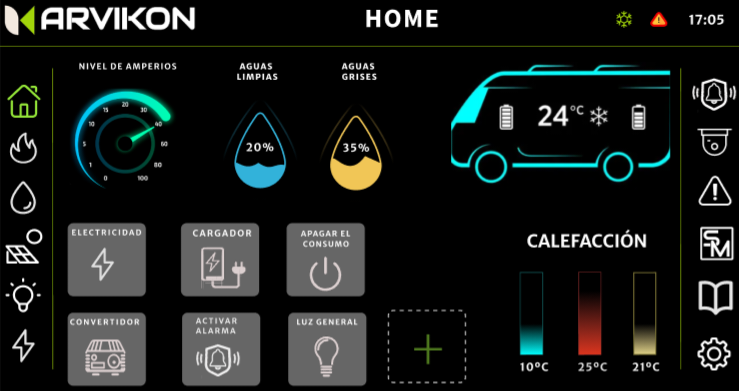 ARVIKON
HOME
17:05
NIVEL DE AMPERIOS
AGUAS
LIMPIAS
AGUAS
GRISES
15
20
30
10
40
5
60
1
80
0
100
20%
35%
24°C
ELECTRICIDAD
CARGADOR
APAGAR EL
CONSUMO
CALEFACCIÓN
CONVERTIDOR
ACTIVAR
ALARMA
LUZ GENERAL
10ºC
25ºC
21ºC
SM